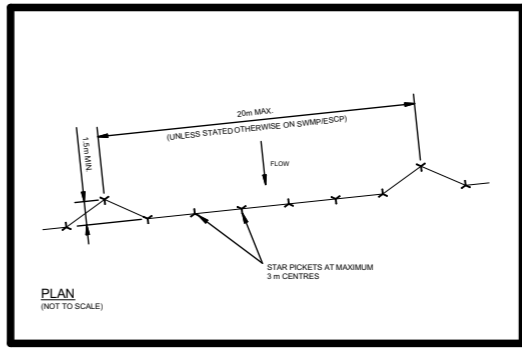 20m MAX.
(UNLESS STATED OTHERWISE ON SWMP/ESCP)
1.5m MIN.
FLOW
STAR PICKETS AT MAXIMUM
3 m CENTRES
PLAN
(NOT TO SCALE)